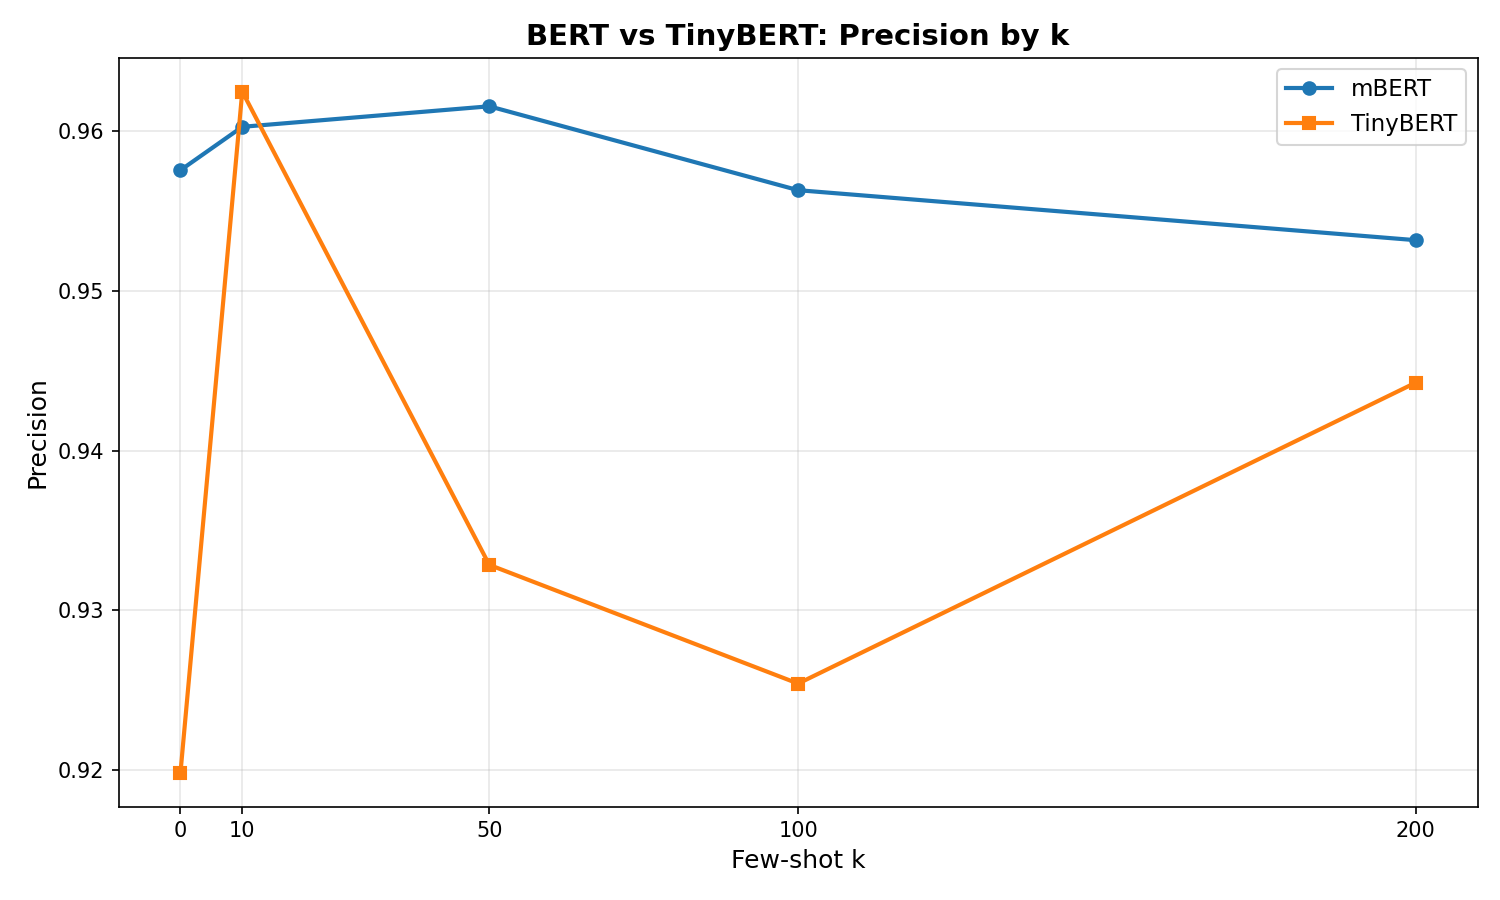 BERT vs TinyBERT: Precision by k
mBERT
TinyBERT
Precision
0.96
0.95
0.94
0.93
0.92
0 10 50 100 200
Few-shot k